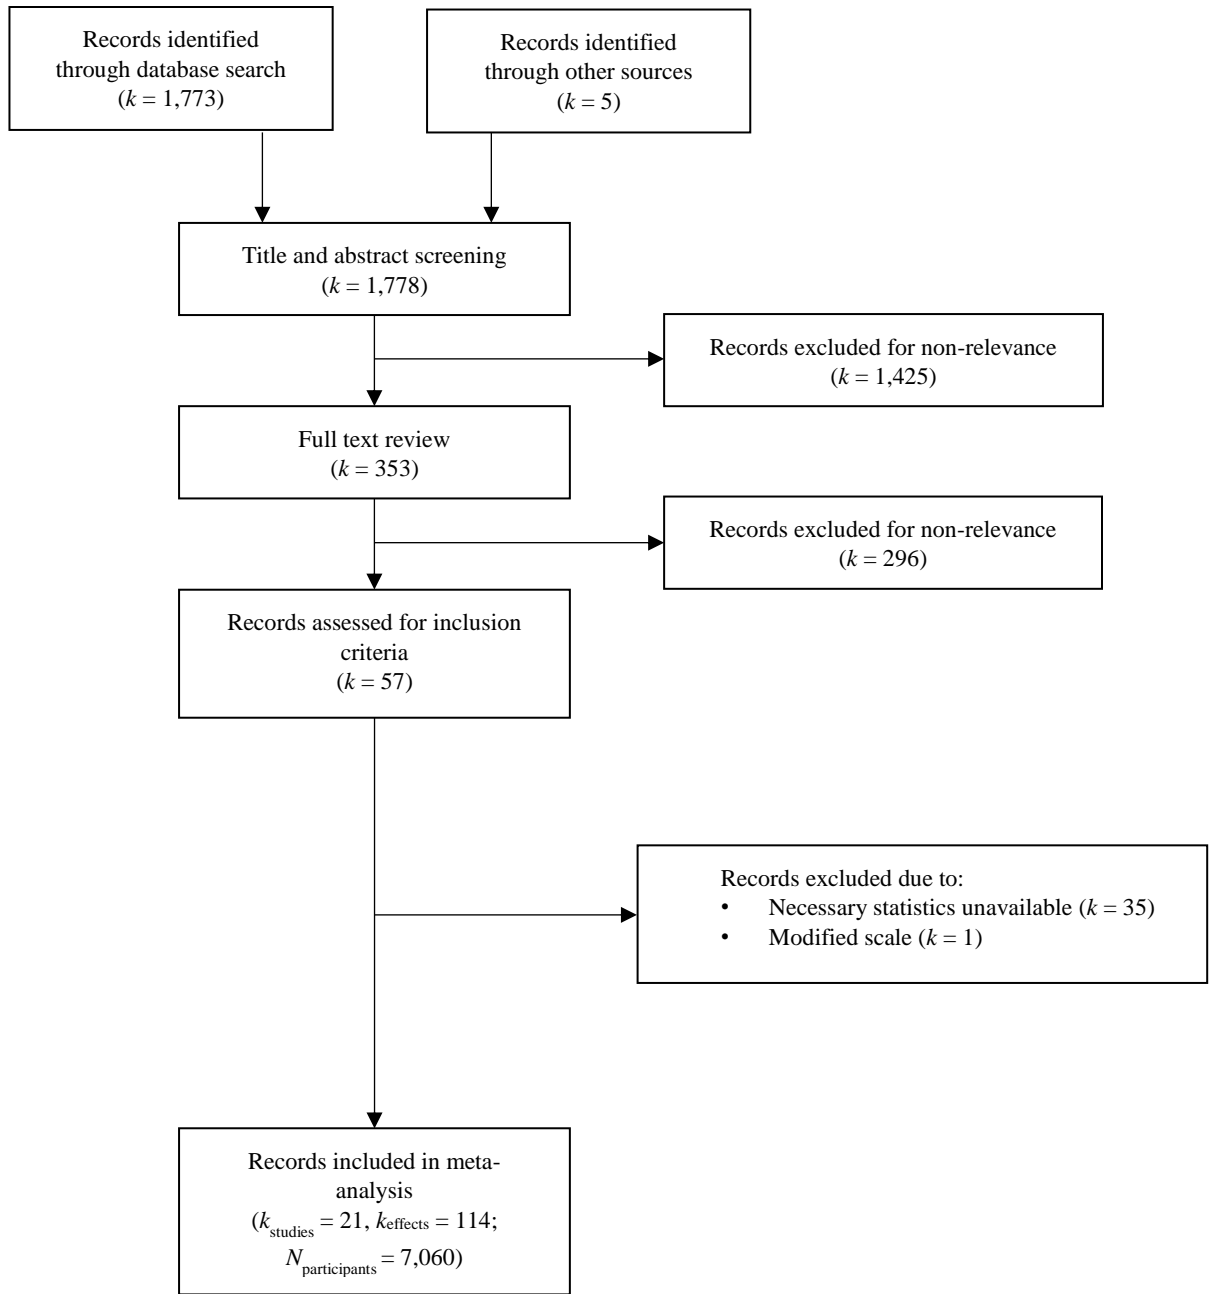 Records identified
through database search
(k = 1,773)
Records identified
through other sources
(k = 5)
Title and abstract screening
(k = 1,778)
Records excluded for non-relevance
(k = 1,425)
Full text review
(k = 353)
Records excluded for non-relevance
(k = 296)
Records assessed for inclusion
criteria
(k = 57)
Records excluded due to:
• Necessary statistics unavailable (k = 35)
• Modified scale (k = 1)
Records included in meta-
analysis
(k studies = 21, k effects = 114;
N participants = 7,060)